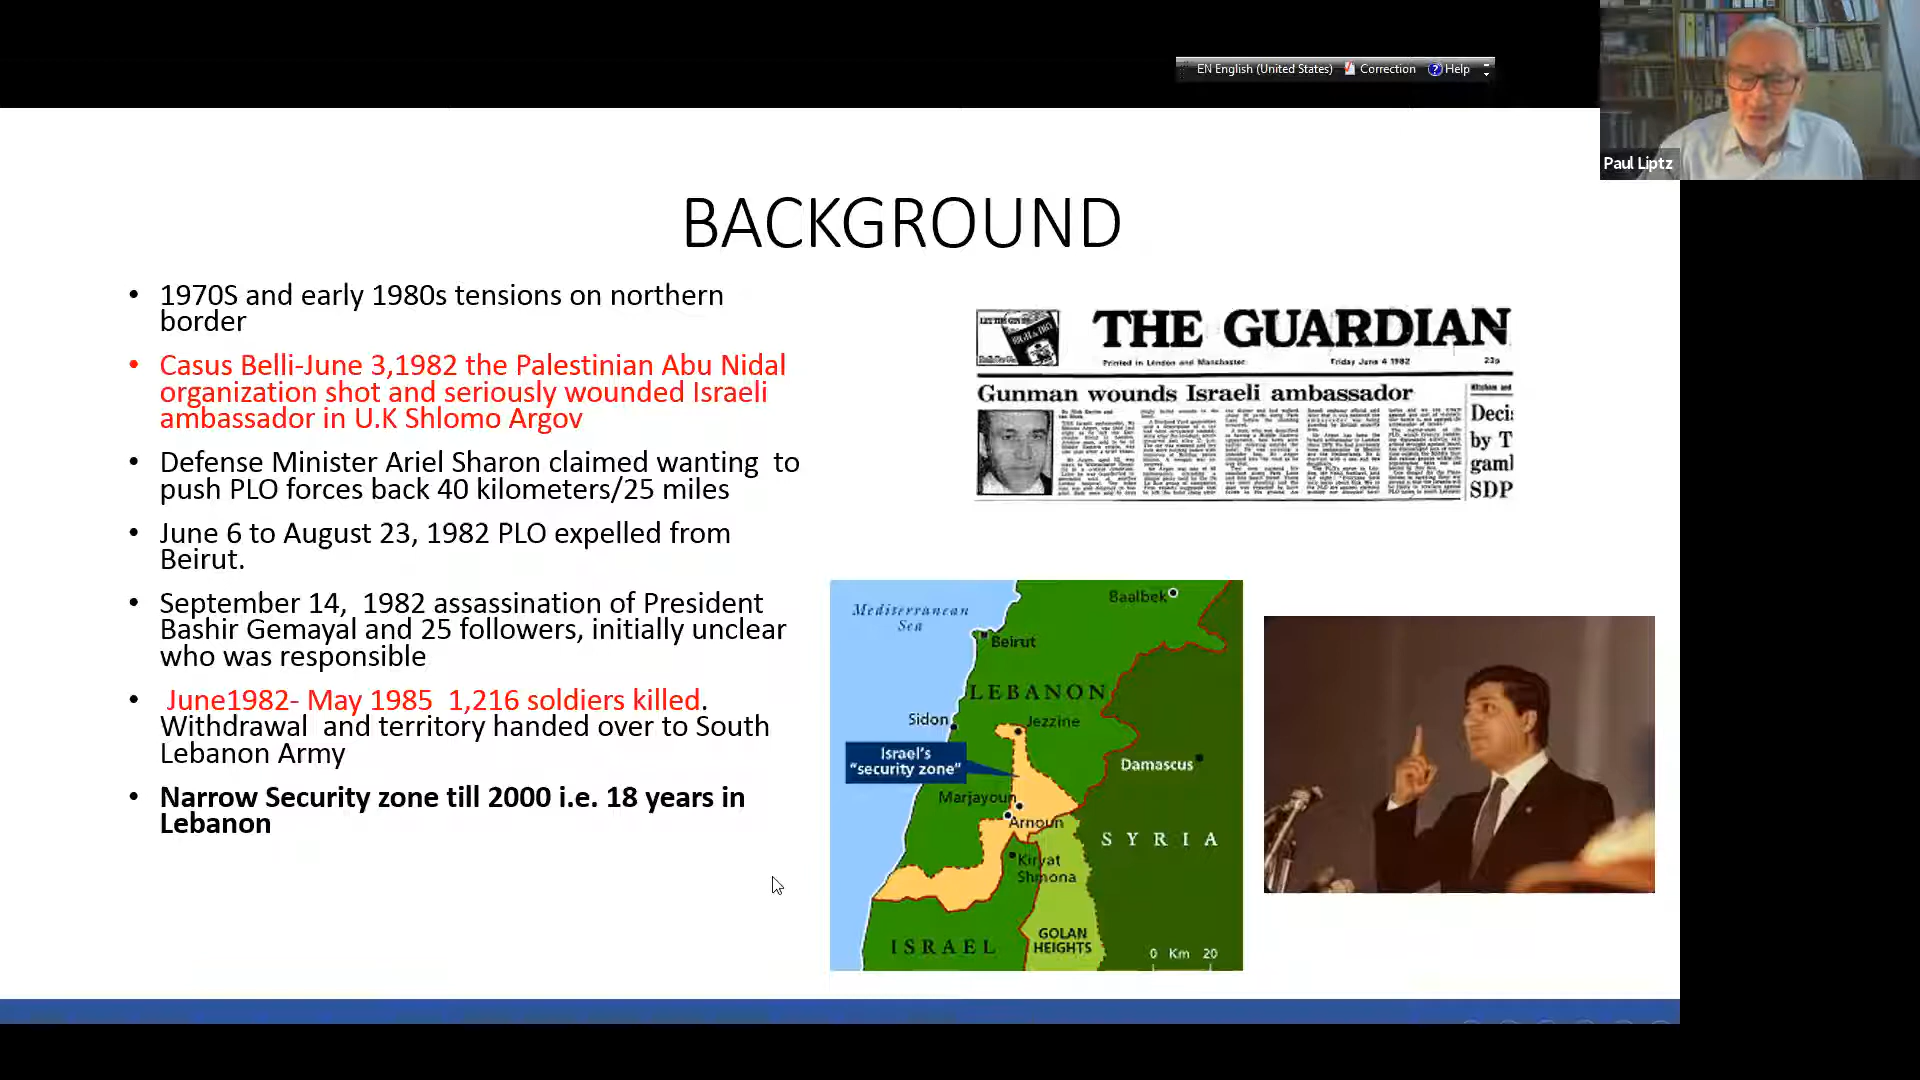 EN English (United States) Correction Help
Paul Liptz
BACKGROUND
• 1970S and early 1980s tensions on northern
border
• Casus Belli-June 3,1982 the Palestinian Abu Nidal
organization shot and seriously wounded Israeli
ambassador in U.K Shlomo Argov
• Defense Minister Ariel Sharon claimed wanting  to
push PLO forces back 40 kilometers/25 miles
• June 6 to August 23, 1982 PLO expelled from
Beirut.
• September 14,  1982 assassination of President
Bashir Gemayal and 25 followers, initially unclear
who was responsible
• June1982- May 1985  1,216 soldiers killed.
Withdrawal  and territory handed over to South
Lebanon Army
• Narrow Security zone till 2000 i.e. 18 years in
Lebanon
THE GUARDIAN
Printed in London and Manchester
Friday June 4 1982
23p
Gunman wounds Israeli ambassador
by T
SDP
Mediterranean
Sea
Baalbek
Beirut
LEBANON
Sidon
Jezzine
Israel's
"security zone"
Damascus
Marjayoun
Arnoun
SYRIA
Kiryat
Shmona
GOLAN
HEIGHTS
ISRAEL
0 Km 20